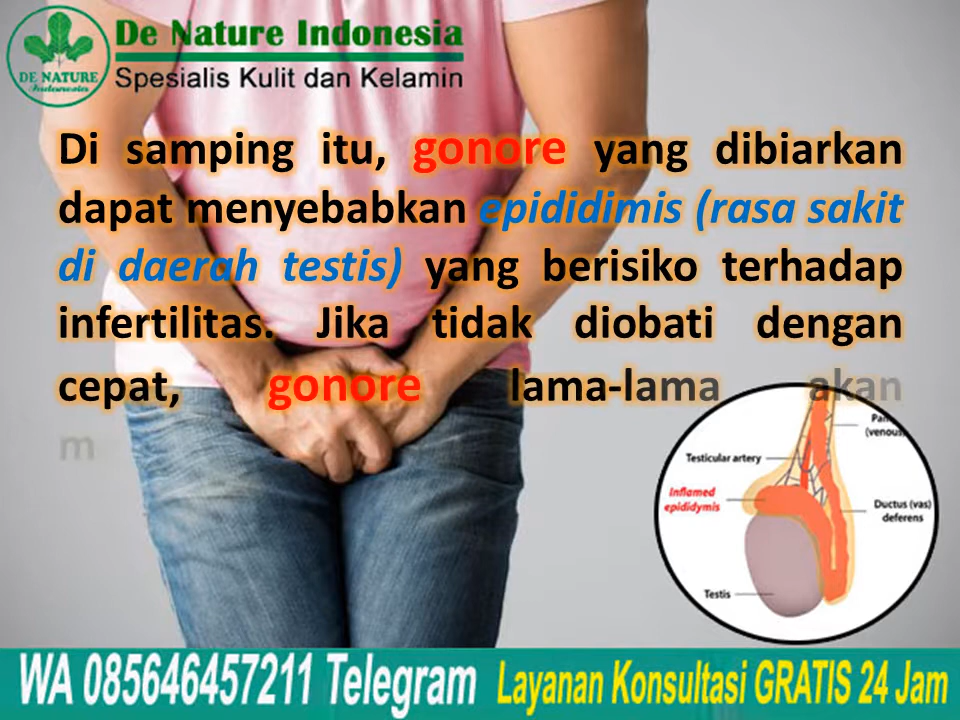 De Nature Indonesia
Spesialis Kulit dan Kelamin
DE NATURE
Indonesia
Di samping itu, gonore yang dibiarkan
dapat menyebabkan epididimis (rasa sakit
di daerah testis) yang berisiko terhadap
infertilitas. Jika tidak diobati dengan
cepat, gonore lama-lama akan
m
(venous
Testicular artery
Inflamed
epididymis
Ductus (vas)
deferens
Testis
WA 085646457211 Telegram Layanan Konsultasi GRATIS 24 Jam